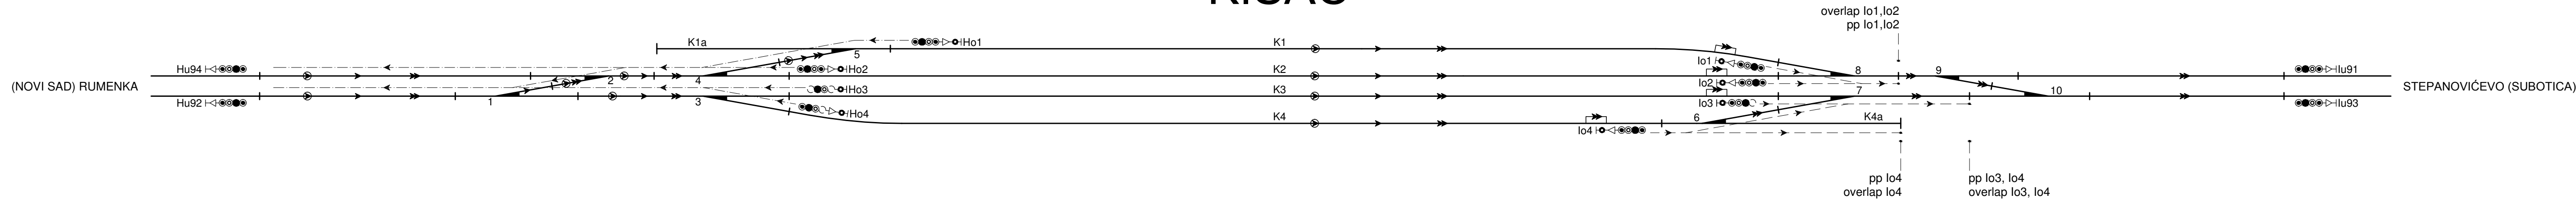 overlap Io1,Io2
pp Io1,Io2
K1a
5
Ho1
K1
Io1
8
9
(NOVI SAD) RUMENKA
Hu94
2
4
Ho2
K2
Io2
Iu91
STEPANOVIĆEVO (SUBOTICA)
Hu92
1
3
Ho3
K3
Io3
7
10
Iu93
Ho4
K4
Io4
6
K4a
pp Io4
overlap Io4
pp Io3, Io4
overlap Io3, Io4